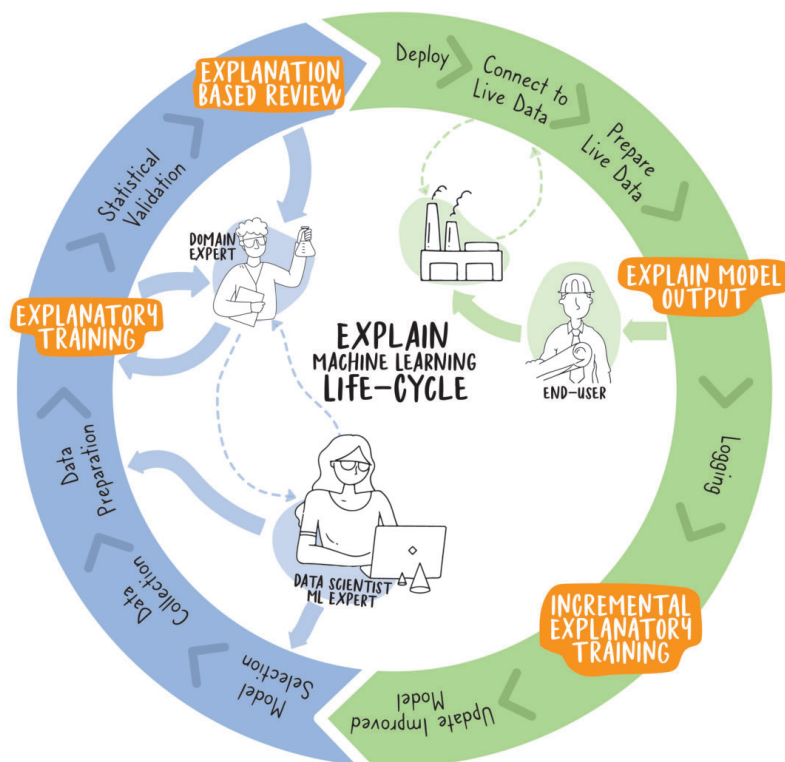 EXPLANATION
BASED REVIEW
Deploy
Connect to
Live Data
Prepare
Live Data
EXPLAIN MODEL
OUTPUT
Logging
INCREMENTAL
EXPLANATORY
TRAINING
Update Improved
Model
Model
Selection
Data
Collection
Data
Preparation
EXPLANATORY
TRAINING
Statistical
Validation
DOMAIN
EXPERT
EXPLAIN
MACHINE LEARNING
LIFE-CYCLE
END-USER
DATA SCIENTIST
ML EXPERT